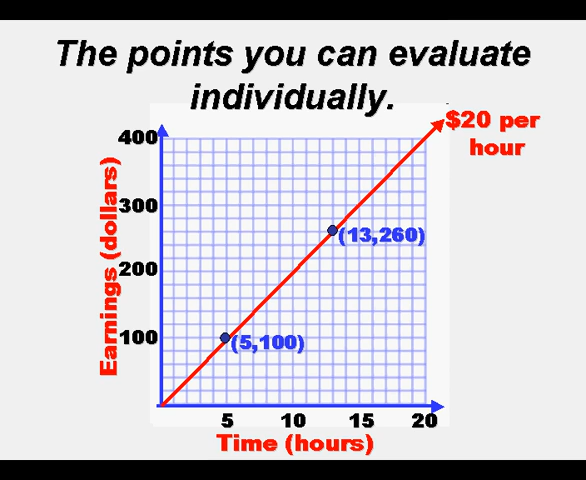 The points you can evaluate
individually.
$20 per
hour
400
300
200
100
Earnings (dollars)
(13,260)
(5,100)
5 10 15 20
Time (hours)